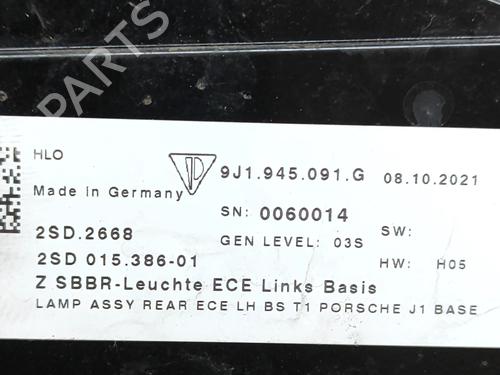 PARTS
HLO
9J1.945.091.G 08.10.2021
Made in Germany
SN: 0060014
2SD.2668
GEN LEVEL: 03S SW:
2SD 015.386-01
HW: H05
Z SBBR-Leuchte ECE Links Basis
LAMP ASSY REAR ECE LH BS T1 PORSCHE J1 BASE